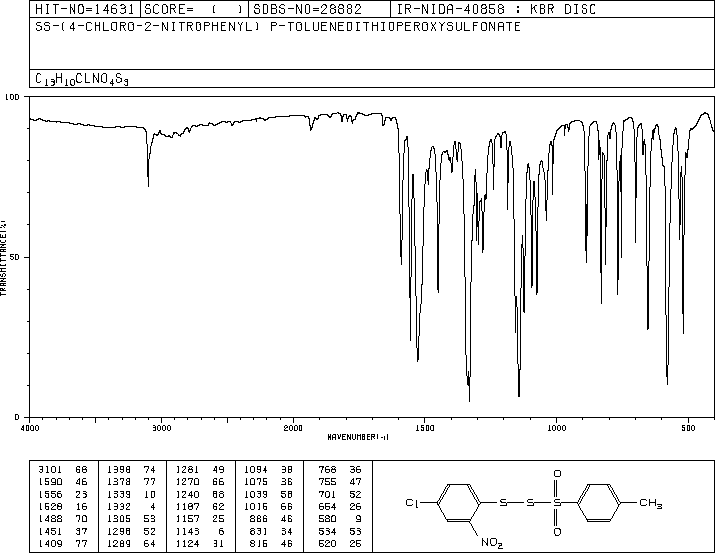 HIT-NO=14631 SCORE= ( ) SDBS-NO=28882 IR-NIDA-40858 : KBR DISC
SS-(4-CHLORO-2-NITROPHENYL) P-TOLUENEDITHIOPEROXYSULFONATE
C13H10CLNO4S3
100
TRANSMITTANCE(%)
50
0
4000 3000 2000 1500 1000 500
WAVENUMBER(-1)
3101 68 1398 74 1281 49 1094 38 768 36
1590 46 1378 77 1270 66 1075 36 755 47
1556 23 1339 10 1240 68 1039 58 701 52
1528 16 1332 4 1187 62 1016 66 654 26
1488 70 1305 53 1157 25 886 46 580 9
1451 37 1298 52 1143 6 831 34 534 53
1409 77 1289 64 1124 31 816 46 520 25
O
Cl S S S CH3
NO2 O